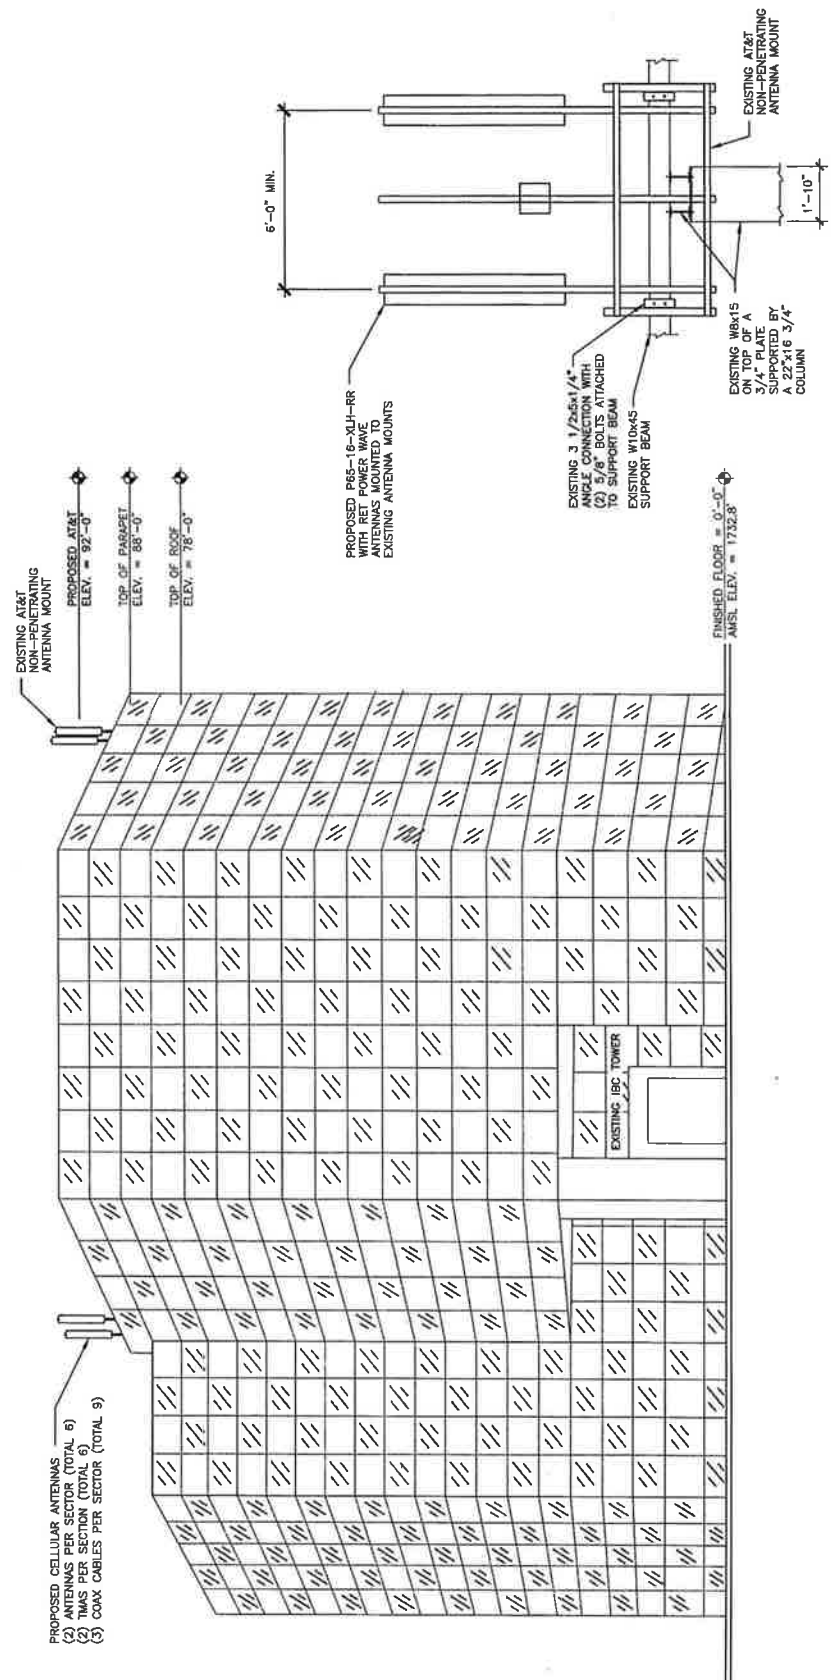 PROPOSED CELLULAR ANTENNAS
(2) ANTENNAS PER SECTOR (TOTAL 6)
(2) TMAS PER SECTION (TOTAL 6)
(3) COAX CABLES PER SECTOR (TOTAL 9)
EXISTING AT&T
NON-PENETRATING
ANTENNA MOUNT
PROPOSED AT&T
ELEV. = 92'-0"
TOP OF PARAPET
ELEV. = 88'-0"
TOP OF ROOF
ELEV. = 78'-0"
EXISTING IBC TOWER
FINISHED FLOOR = 0'-0"
AMSL ELEV. = 1732.8'
6'-0" MIN.
PROPOSED P65-16-XLH-RR
WITH RET POWER WAVE
ANTENNAS MOUNTED TO
EXISTING ANTENNA MOUNTS
EXISTING 3 1/2x5x1/4"
ANGLE CONNECTION WITH
(2) 5/8" BOLTS ATTACHED
TO SUPPORT BEAM
EXISTING W10x45
SUPPORT BEAM
EXISTING W8x15
ON TOP OF A
3/4" PLATE
SUPPORTED BY
A 22"x16 3/4"
COLUMN
1'-10"
EXISTING AT&T
NON-PENETRATING
ANTENNA MOUNT